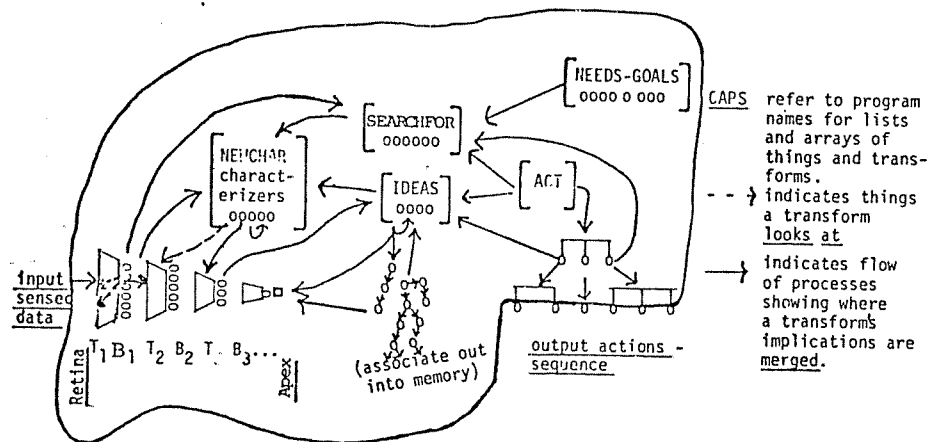 NEEDS-GOALS
0000 0 000
CAPS refer to program
names for lists
and arrays of
things and trans-
forms.
indicates things
a transform
looks at
indicates flow
of processes
showing where
a transform's
implications are
merged.
SEARCHFOR
000000
NEWCHAR
charact-
erizers
00000
IDEAS
0000
ACT
input
sensed
data
Retina
T1 B1 T2 B2 T B3...
Apex
(associate out
into memory)
output actions -
sequence